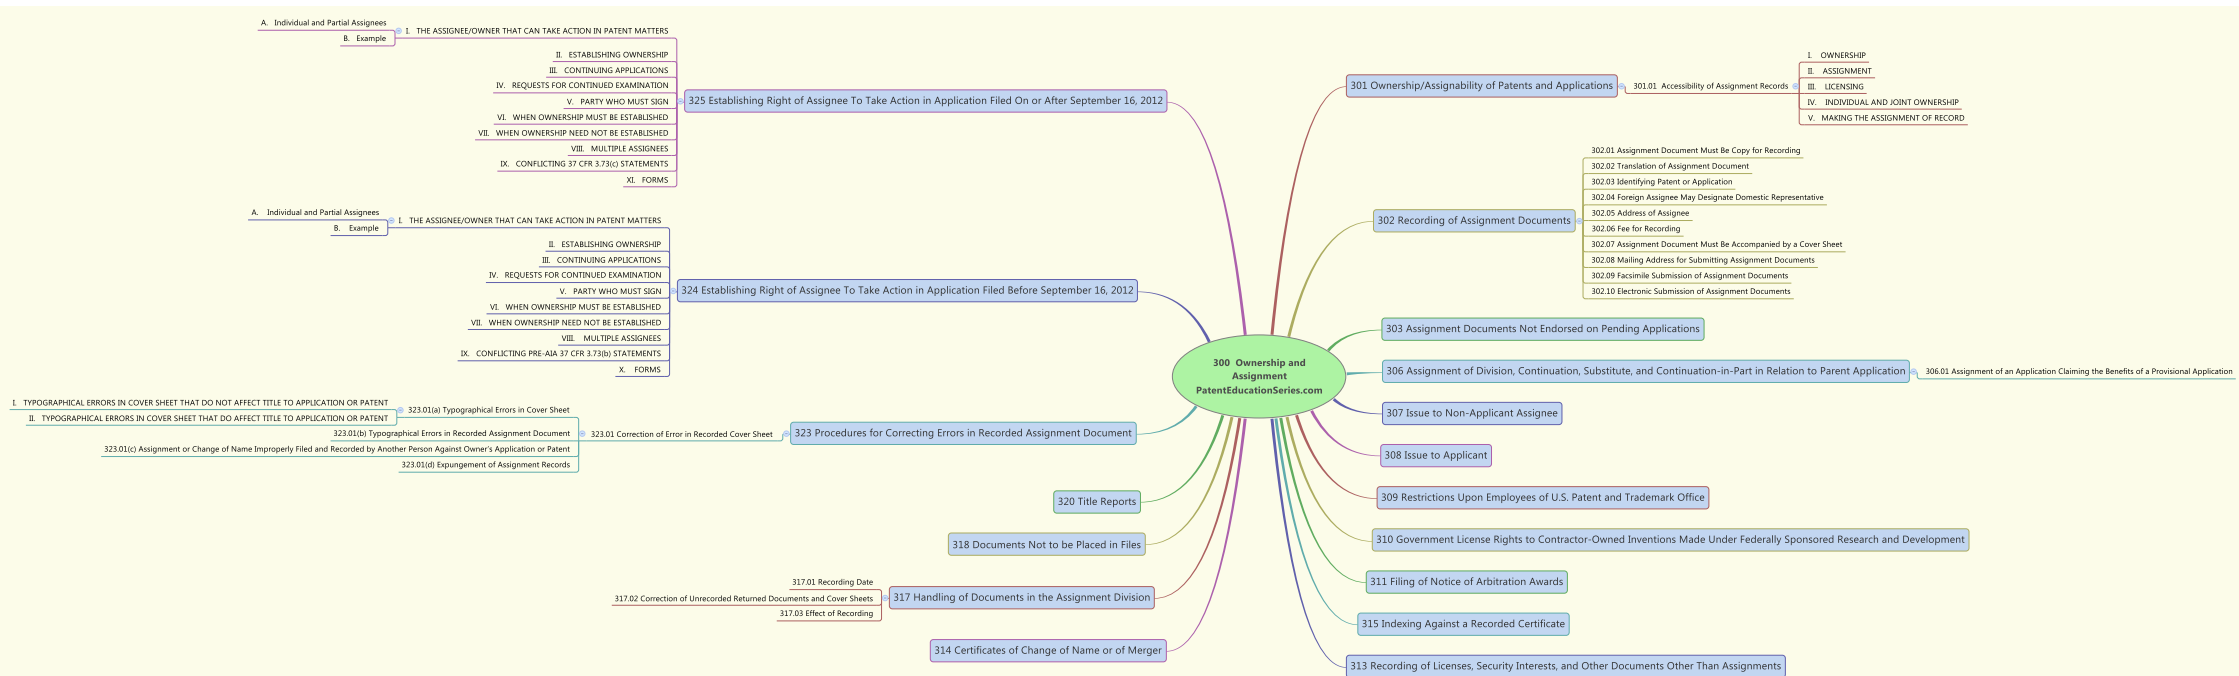 300  Ownership and
Assignment
PatentEducationSeries.com
301 Ownership/Assignability of Patents and Applications
301.01  Accessibility of Assignment Records
I.    OWNERSHIP
II.    ASSIGNMENT
III.    LICENSING
IV.    INDIVIDUAL AND JOINT OWNERSHIP
V.   MAKING THE ASSIGNMENT OF RECORD
302 Recording of Assignment Documents
302.01 Assignment Document Must Be Copy for Recording
302.02 Translation of Assignment Document
302.03 Identifying Patent or Application
302.04 Foreign Assignee May Designate Domestic Representative
302.05 Address of Assignee
302.06 Fee for Recording
302.07 Assignment Document Must Be Accompanied by a Cover Sheet
302.08 Mailing Address for Submitting Assignment Documents
302.09 Facsimile Submission of Assignment Documents
302.10 Electronic Submission of Assignment Documents
303 Assignment Documents Not Endorsed on Pending Applications
306 Assignment of Division, Continuation, Substitute, and Continuation-in-Part in Relation to Parent Application
306.01 Assignment of an Application Claiming the Benefits of a Provisional Application
307 Issue to Non-Applicant Assignee
308 Issue to Applicant
309 Restrictions Upon Employees of U.S. Patent and Trademark Office
310 Government License Rights to Contractor-Owned Inventions Made Under Federally Sponsored Research and Development
311 Filing of Notice of Arbitration Awards
315 Indexing Against a Recorded Certificate
313 Recording of Licenses, Security Interests, and Other Documents Other Than Assignments
325 Establishing Right of Assignee To Take Action in Application Filed On or After September 16, 2012
I.   THE ASSIGNEE/OWNER THAT CAN TAKE ACTION IN PATENT MATTERS
A.   Individual and Partial Assignees
B.   Example
II.   ESTABLISHING OWNERSHIP
III.   CONTINUING APPLICATIONS
IV.   REQUESTS FOR CONTINUED EXAMINATION
V.   PARTY WHO MUST SIGN
VI.   WHEN OWNERSHIP MUST BE ESTABLISHED
VII.   WHEN OWNERSHIP NEED NOT BE ESTABLISHED
VIII.   MULTIPLE ASSIGNEES
IX.   CONFLICTING 37 CFR 3.73(c) STATEMENTS
XI.   FORMS
324 Establishing Right of Assignee To Take Action in Application Filed Before September 16, 2012
I.   THE ASSIGNEE/OWNER THAT CAN TAKE ACTION IN PATENT MATTERS
A.    Individual and Partial Assignees
B.    Example
II.   ESTABLISHING OWNERSHIP
III.   CONTINUING APPLICATIONS
IV.   REQUESTS FOR CONTINUED EXAMINATION
V.   PARTY WHO MUST SIGN
VI.   WHEN OWNERSHIP MUST BE ESTABLISHED
VII.   WHEN OWNERSHIP NEED NOT BE ESTABLISHED
VIII.    MULTIPLE ASSIGNEES
IX.   CONFLICTING PRE-AIA 37 CFR 3.73(b) STATEMENTS
X.    FORMS
323 Procedures for Correcting Errors in Recorded Assignment Document
323.01 Correction of Error in Recorded Cover Sheet
323.01(a) Typographical Errors in Cover Sheet
I.   TYPOGRAPHICAL ERRORS IN COVER SHEET THAT DO NOT AFFECT TITLE TO APPLICATION OR PATENT
II.   TYPOGRAPHICAL ERRORS IN COVER SHEET THAT DO AFFECT TITLE TO APPLICATION OR PATENT
323.01(b) Typographical Errors in Recorded Assignment Document
323.01(c) Assignment or Change of Name Improperly Filed and Recorded by Another Person Against Owner's Application or Patent
323.01(d) Expungement of Assignment Records
320 Title Reports
318 Documents Not to be Placed in Files
317 Handling of Documents in the Assignment Division
317.01 Recording Date
317.02 Correction of Unrecorded Returned Documents and Cover Sheets
317.03 Effect of Recording
314 Certificates of Change of Name or of Merger